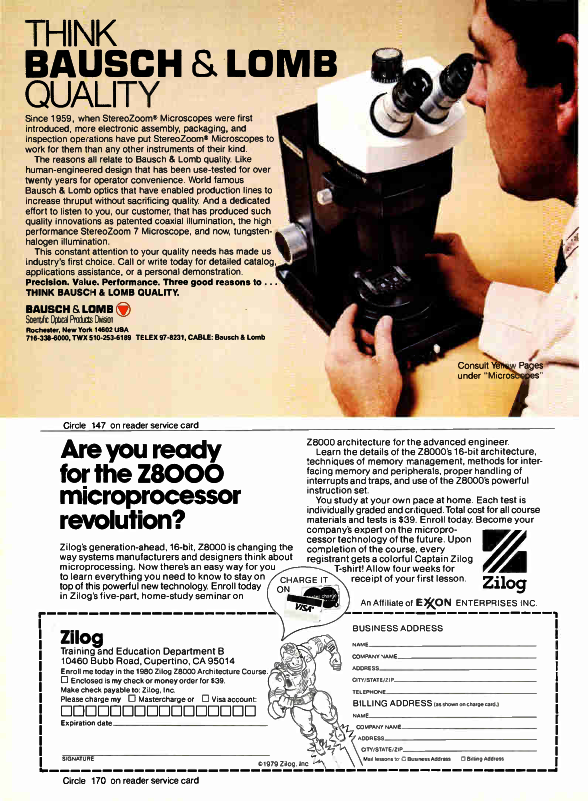 THINK
BAUSCH & LOMB
QUALITY
Since 1959, when StereoZoom® Microscopes were first
introduced, more electronic assembly, packaging, and
inspection operations have put StereoZoom® Microscopes to
work for them than any other instruments of their kind.
The reasons all relate to Bausch & Lomb quality. Like
human-engineered design that has been use-tested for over
twenty years for operator convenience. World famous
Bausch & Lomb optics that have enabled production lines to
increase thruput without sacrificing quality. And a dedicated
effort to listen to you, our customer, that has produced such
quality innovations as patented coaxial illumination, the high
performance StereoZoom 7 Microscope, and now, tungsten-
halogen illumination.
This constant attention to your quality needs has made us
industry's first choice. Call or write today for detailed catalog,
applications assistance, or a personal demonstration.
Precision. Value. Performance. Three good reasons to . . .
THINK BAUSCH & LOMB QUALITY.
BAUSCH & LOMB
Scientific Optical Products Division
Rochester, New York 14602 USA
716-338-6000, TWX 510-253-6189 TELEX 97-8231, CABLE: Bausch & Lomb
Consult Yellow Pages
under "Microscopes"
Circle 147 on reader service card
Are you ready
for the Z8000
microprocessor
revolution?
Zilog's generation-ahead, 16-bit, Z8000 is changing the
way systems manufacturers and designers think about
microprocessing. Now there's an easy way for you
to learn everything you need to know to stay on
top of this powerful new technology. Enroll today
in Zilog's five-part, home-study seminar on
Z8000 architecture for the advanced engineer.
Learn the details of the Z8000's 16-bit architecture,
techniques of memory management, methods for inter-
facing memory and peripherals, proper handling of
interrupts and traps, and use of the Z8000's powerful
instruction set.
You study at your own pace at home. Each test is
individually graded and critiqued. Total cost for all course
materials and tests is $39. Enroll today. Become your
company's expert on the micropro-
cessor technology of the future. Upon
completion of the course, every
registrant gets a colorful Captain Zilog
T-shirt! Allow four weeks for
receipt of your first lesson.
Zilog
An Affiliate of EXXON ENTERPRISES INC.
CHARGE IT
ON
VISA
Zilog
Training and Education Department B
10460 Bubb Road, Cupertino, CA 95014
Enroll me today in the 1980 Zilog Z8000 Architecture Course.
☐ Enclosed is my check or money order for $39.
Make check payable to: Zilog, Inc.
Please charge my ☐ Mastercharge or ☐ Visa account:
Expiration date
SIGNATURE
©1979 Zilog, Inc
BUSINESS ADDRESS
NAME
COMPANY NAME
ADDRESS
CITY/STATE/ZIP
TELEPHONE
BILLING ADDRESS (as shown on charge card.)
NAME
COMPANY NAME
ADDRESS
CITY/STATE/ZIP
Mail lessons to: ☐ Business Address ☐ Billing Address
Circle 170 on reader service card